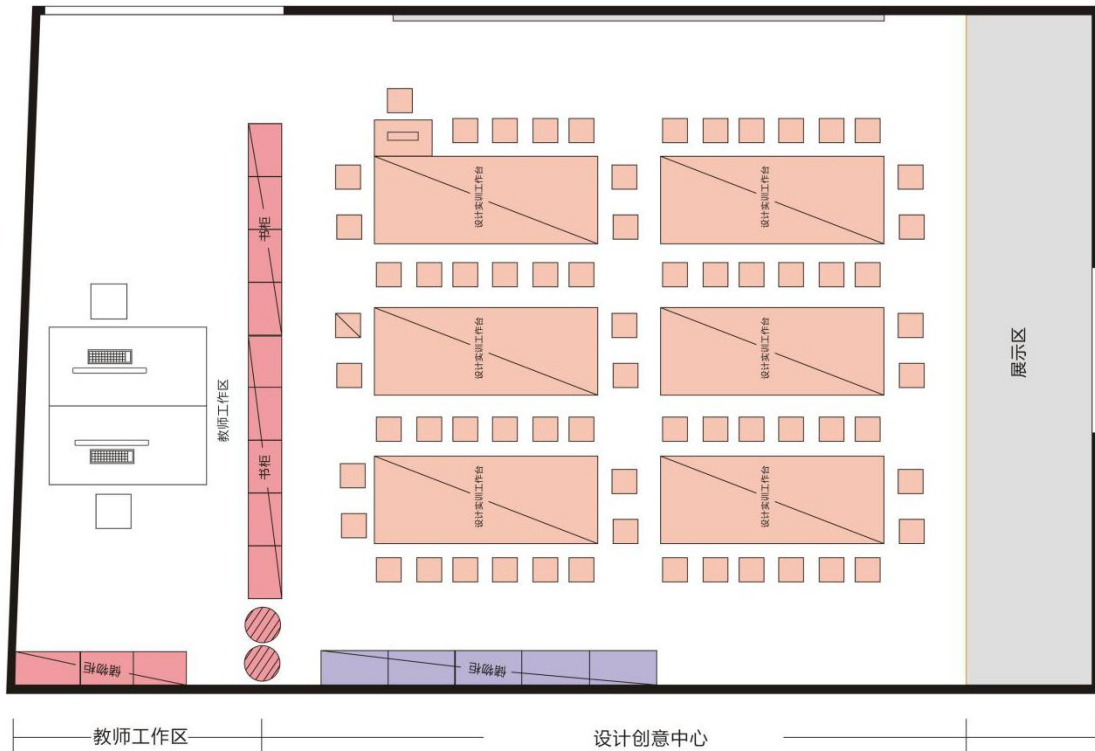 设计实训工作台
设计实训工作台
书柜
设计实训工作台
设计实训工作台
展示区
教师工作区
书柜
设计实训工作台
设计实训工作台
储物柜
储物柜
教师工作区
设计创意中心